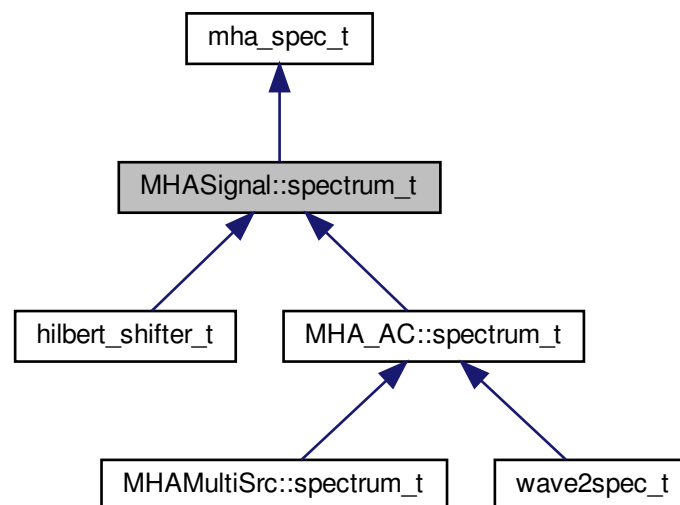 mha_spec_t
MHASignal::spectrum_t
hilbert_shifter_t
MHA_AC::spectrum_t
MHAMultiSrc::spectrum_t
wave2spec_t